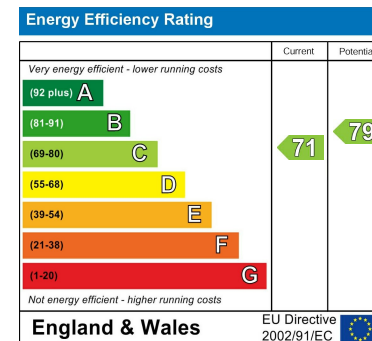 Energy Efficiency Rating
Current Potentia
Very energy efficient - lower running costs
(92 plus) A
(81-91) B
(69-80) C
71
79
(55-68) D
(39-54) E
(21-38) F
(1-20) G
Not energy efficient - higher running costs
England & Wales
EU Directive
2002/91/EC